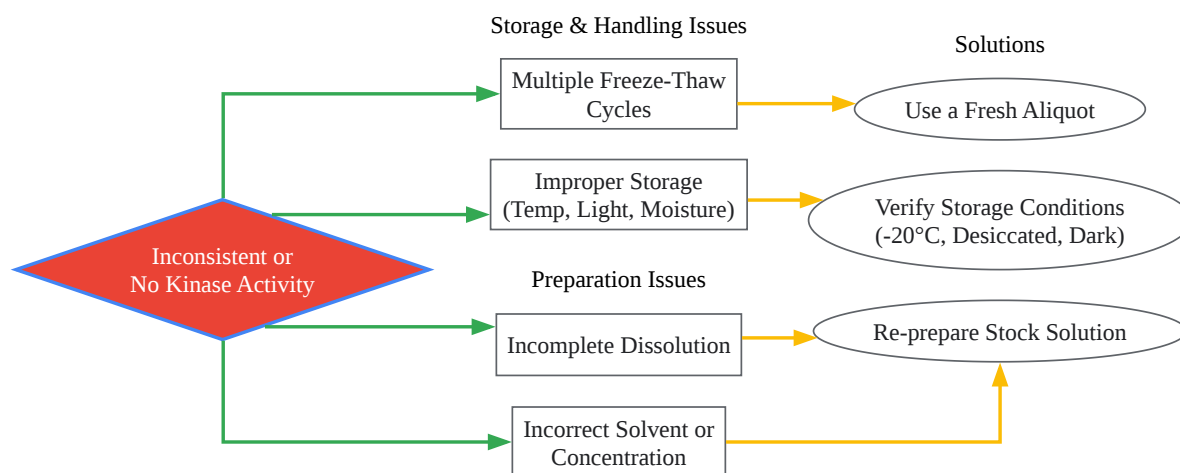 Storage & Handling Issues
Solutions
Multiple Freeze-Thaw
Cycles
Use a Fresh Aliquot
Improper Storage
(Temp, Light, Moisture)
Verify Storage Conditions
(-20°C, Desiccated, Dark)
Inconsistent or
No Kinase Activity
Preparation Issues
Incomplete Dissolution
Re-prepare Stock Solution
Incorrect Solvent or
Concentration